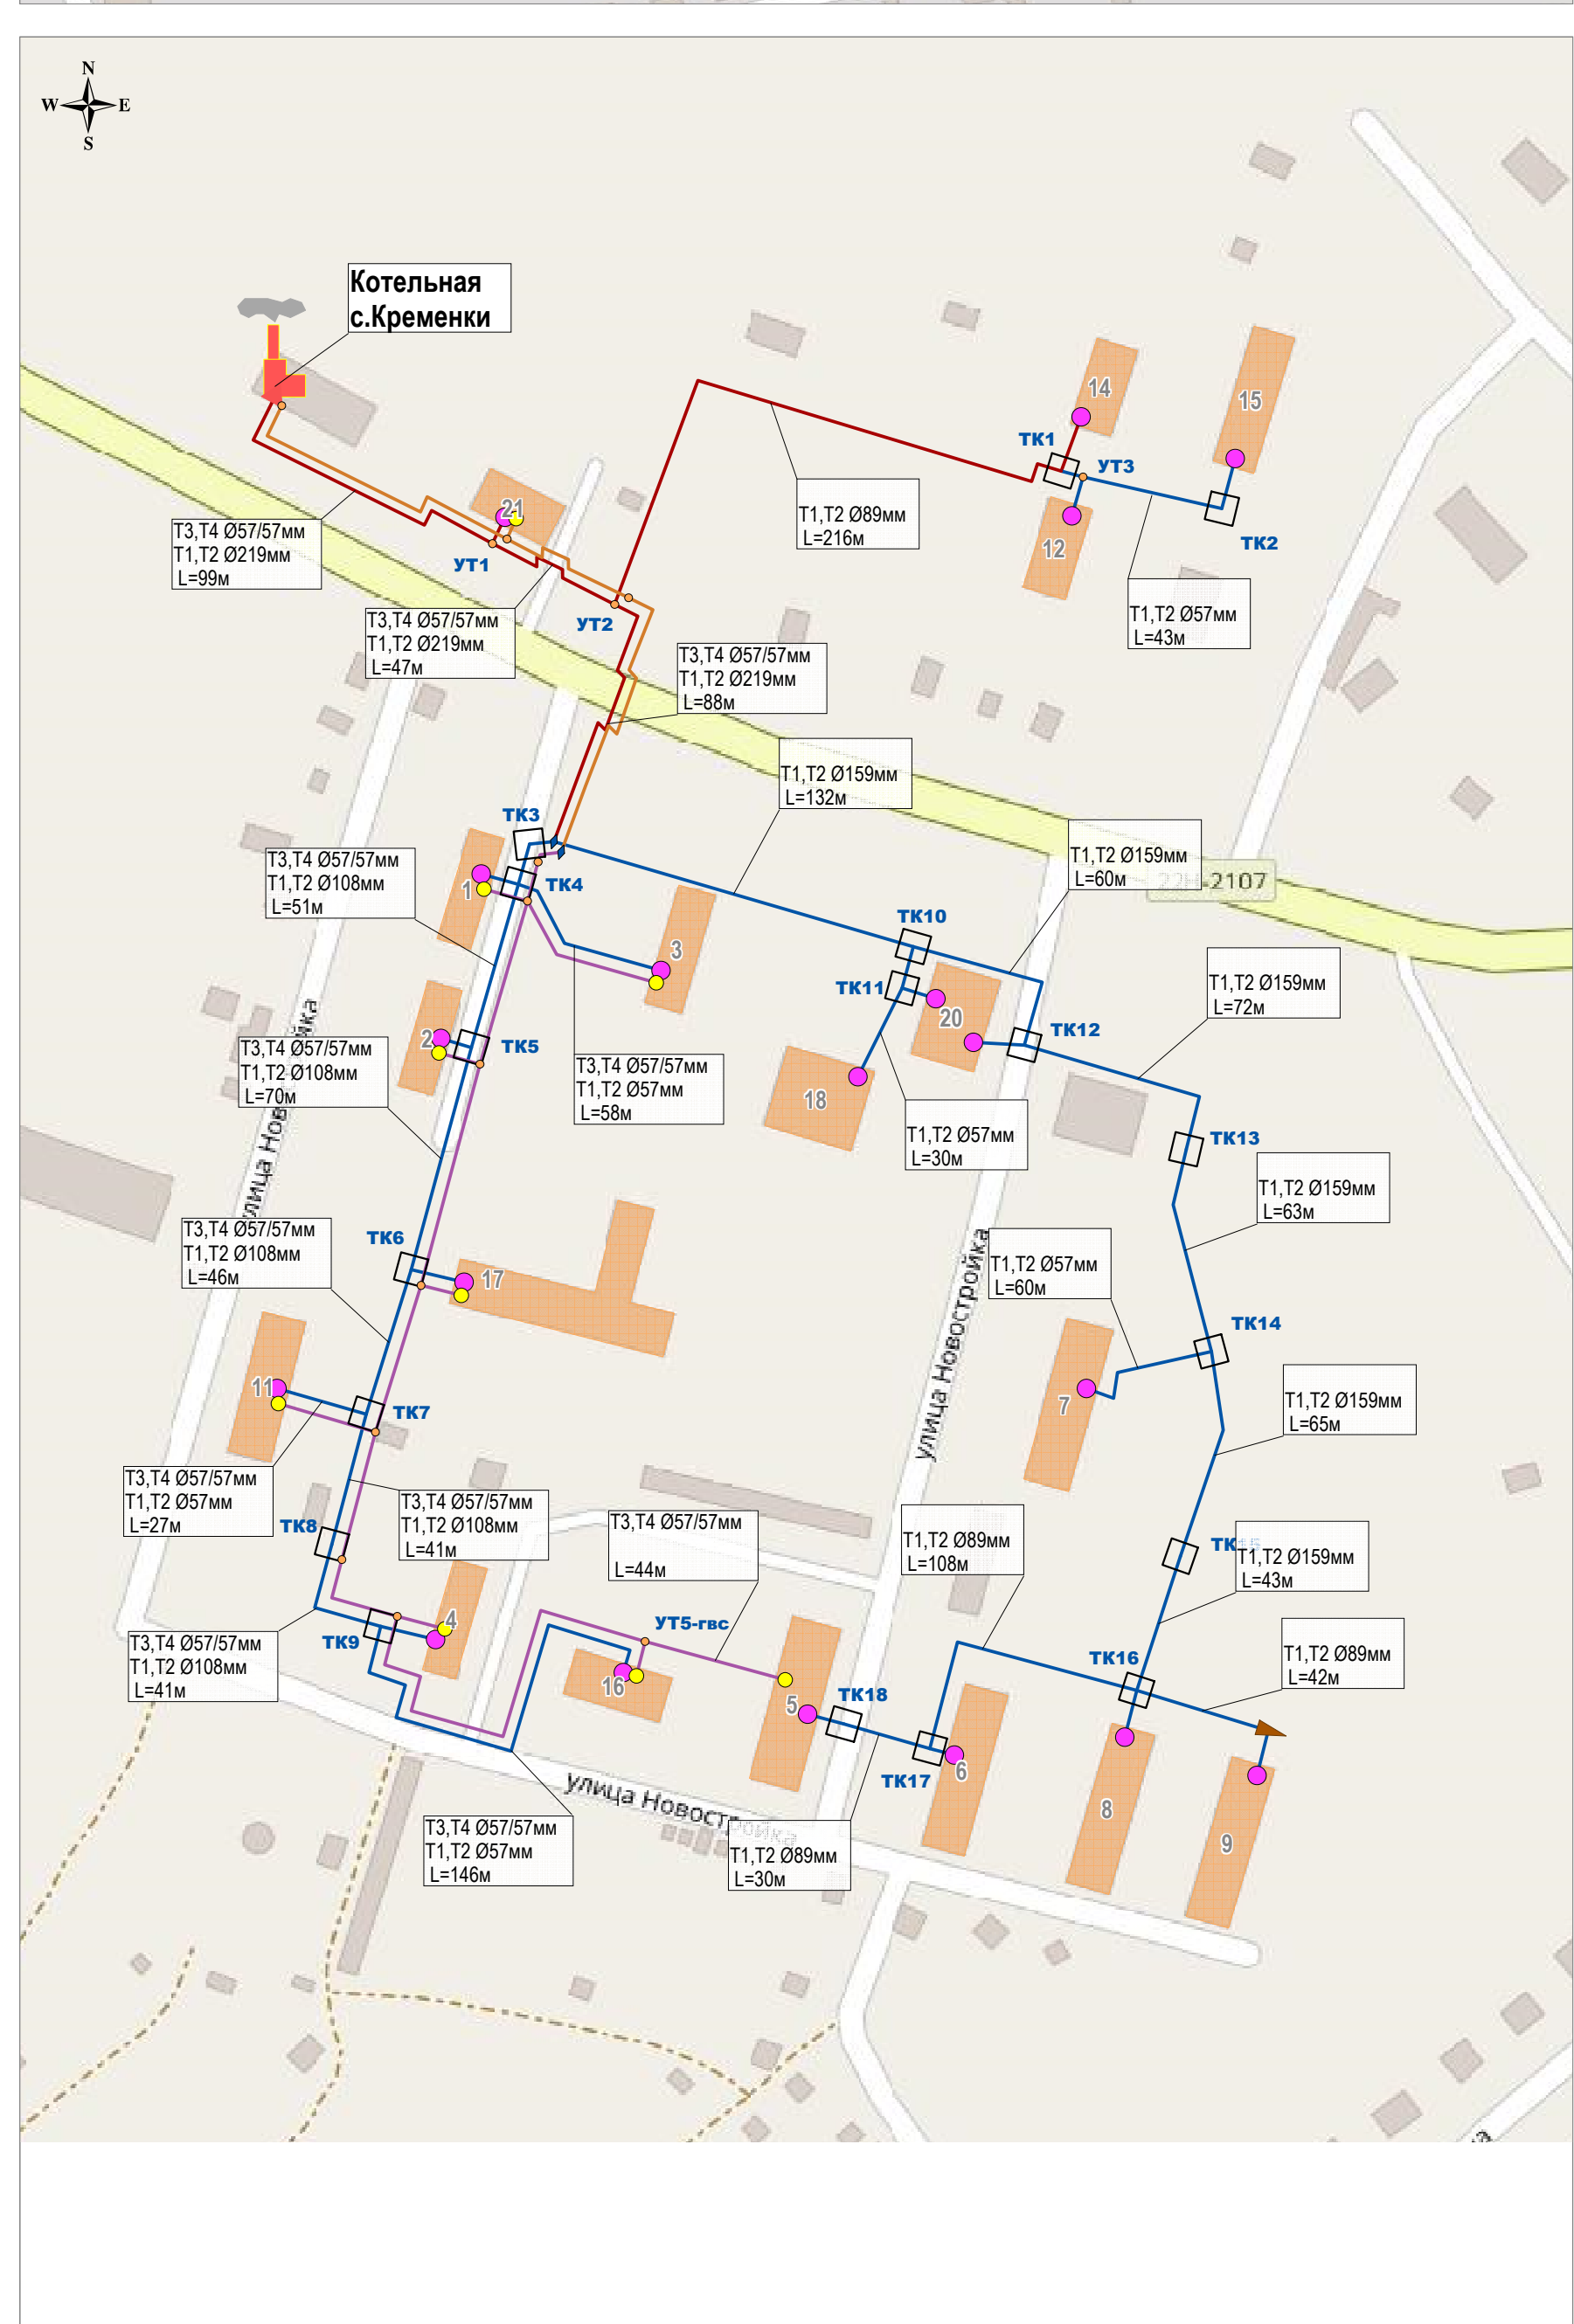 N
W E
S
Котельная
с.Кременки
14
15
ТК1
УТ3
21
Т1,Т2 Ø89мм
L=216м
Т3,Т4 Ø57/57мм
Т1,Т2 Ø219мм
L=99м
УТ1
12
ТК2
Т1,Т2 Ø57мм
L=43м
Т3,Т4 Ø57/57мм
Т1,Т2 Ø219мм
L=47м
УТ2
Т3,Т4 Ø57/57мм
Т1,Т2 Ø219мм
L=88м
Т1,Т2 Ø159мм
L=132м
ТК3
Т1,Т2 Ø159мм
L=60м
22Н-2107
Т3,Т4 Ø57/57мм
Т1,Т2 Ø108мм
L=51м
1
ТК4
ТК10
3
Т1,Т2 Ø159мм
L=72м
ТК11
20
ТК12
2
ТК5
Т3,Т4 Ø57/57мм
Т1,Т2 Ø108мм
L=70м
Т3,Т4 Ø57/57мм
Т1,Т2 Ø57мм
L=58м
18
Т1,Т2 Ø57мм
L=30м
ТК13
улица Новостройка
Т1,Т2 Ø159мм
L=63м
Т3,Т4 Ø57/57мм
Т1,Т2 Ø108мм
L=46м
ТК6
17
Т1,Т2 Ø57мм
L=60м
улица Новостройка
ТК14
11
ТК7
7
Т1,Т2 Ø159мм
L=65м
Т3,Т4 Ø57/57мм
Т1,Т2 Ø57мм
L=27м
ТК8
Т3,Т4 Ø57/57мм
Т1,Т2 Ø108мм
L=41м
Т3,Т4 Ø57/57мм
L=44м
Т1,Т2 Ø89мм
L=108м
Т1,Т2 Ø159мм
L=43м
ТК9
4
УТ5-гвс
Т3,Т4 Ø57/57мм
Т1,Т2 Ø108мм
L=41м
ТК16
Т1,Т2 Ø89мм
L=42м
16
5
ТК18
ТК17
6
улица Новостройка
8
9
Т3,Т4 Ø57/57мм
Т1,Т2 Ø57мм
L=146м
Т1,Т2 Ø89мм
L=30м